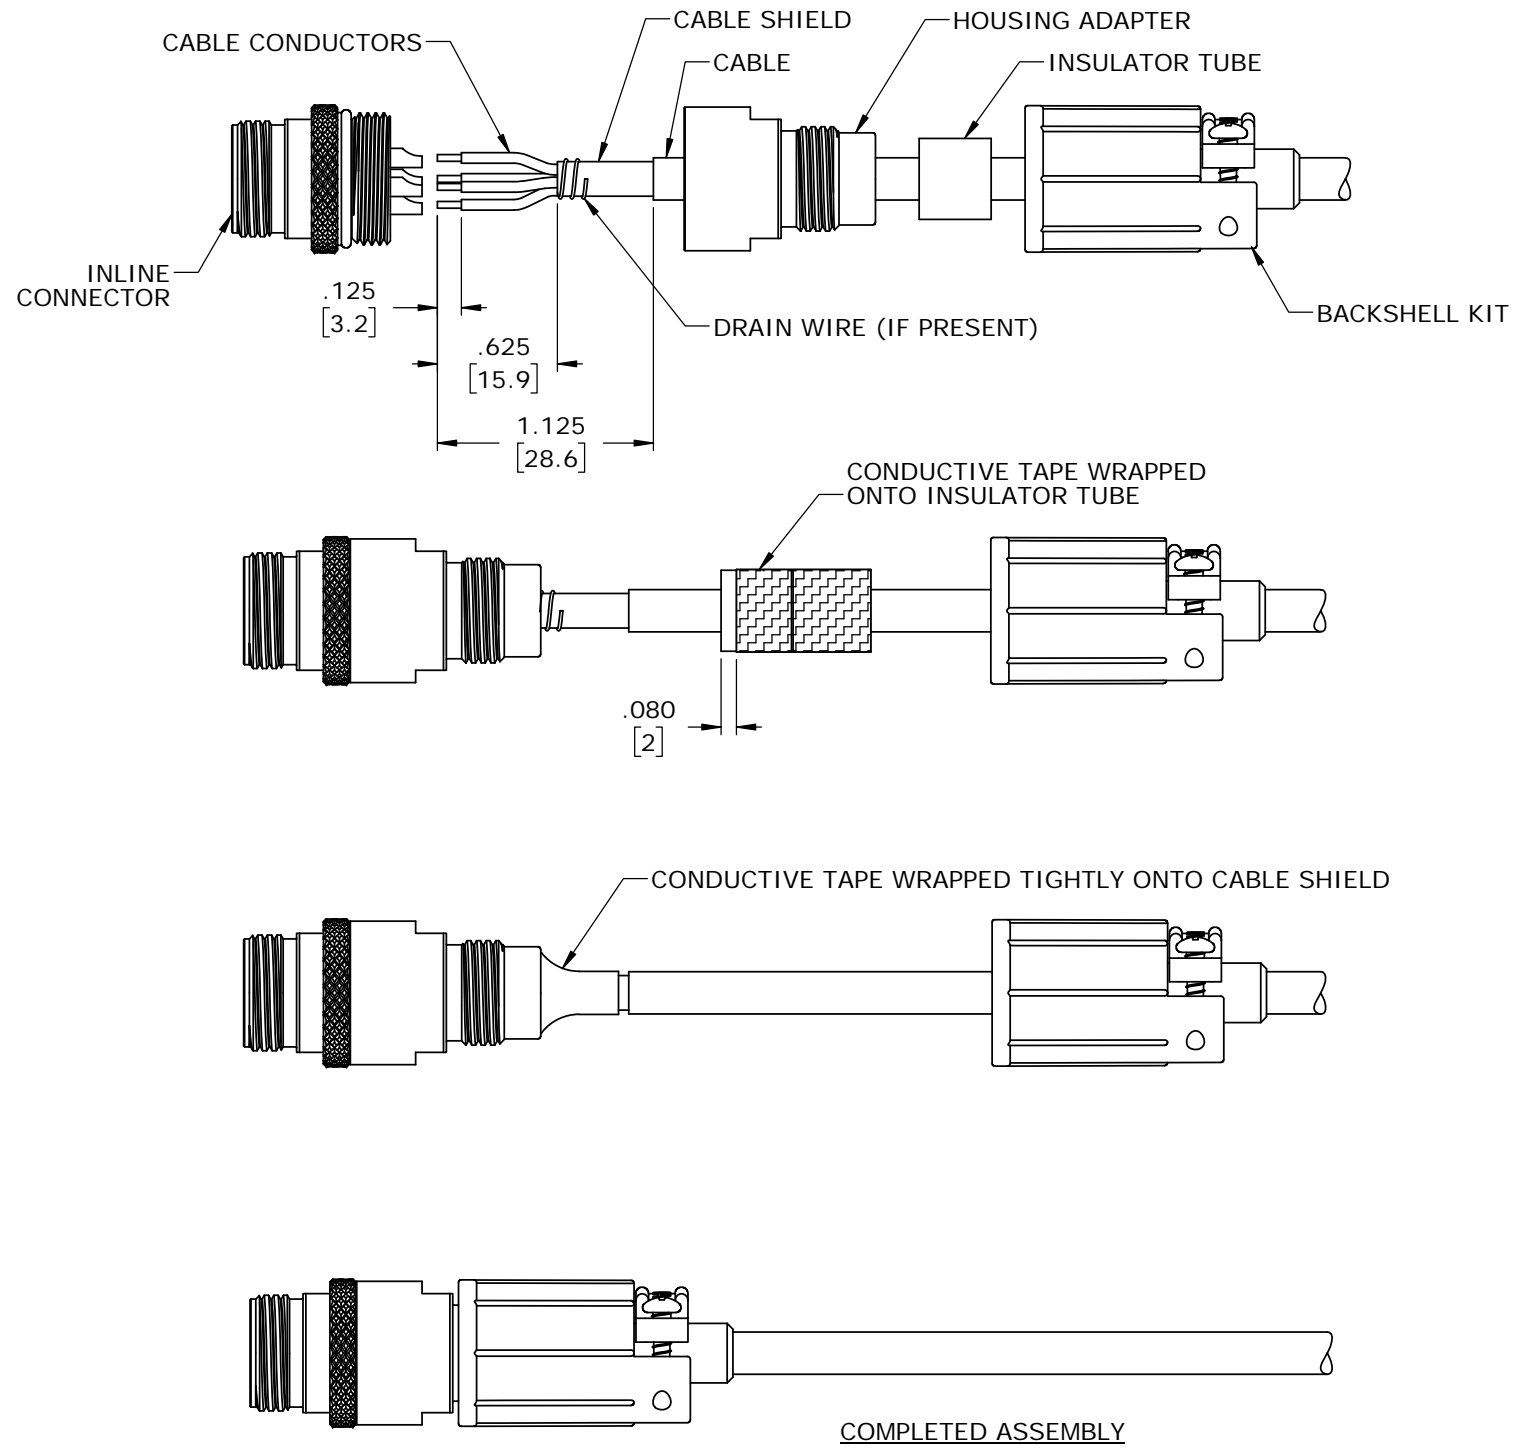 CABLE SHIELD
HOUSING ADAPTER
CABLE CONDUCTORS
CABLE
INSULATOR TUBE
INLINE
CONNECTOR
.125
[3.2]
BACKSHELL KIT
DRAIN WIRE (IF PRESENT)
.625
[15.9]
1.125
[28.6]
CONDUCTIVE TAPE WRAPPED
ONTO INSULATOR TUBE
.080
[2]
CONDUCTIVE TAPE WRAPPED TIGHTLY ONTO CABLE SHIELD
COMPLETED ASSEMBLY